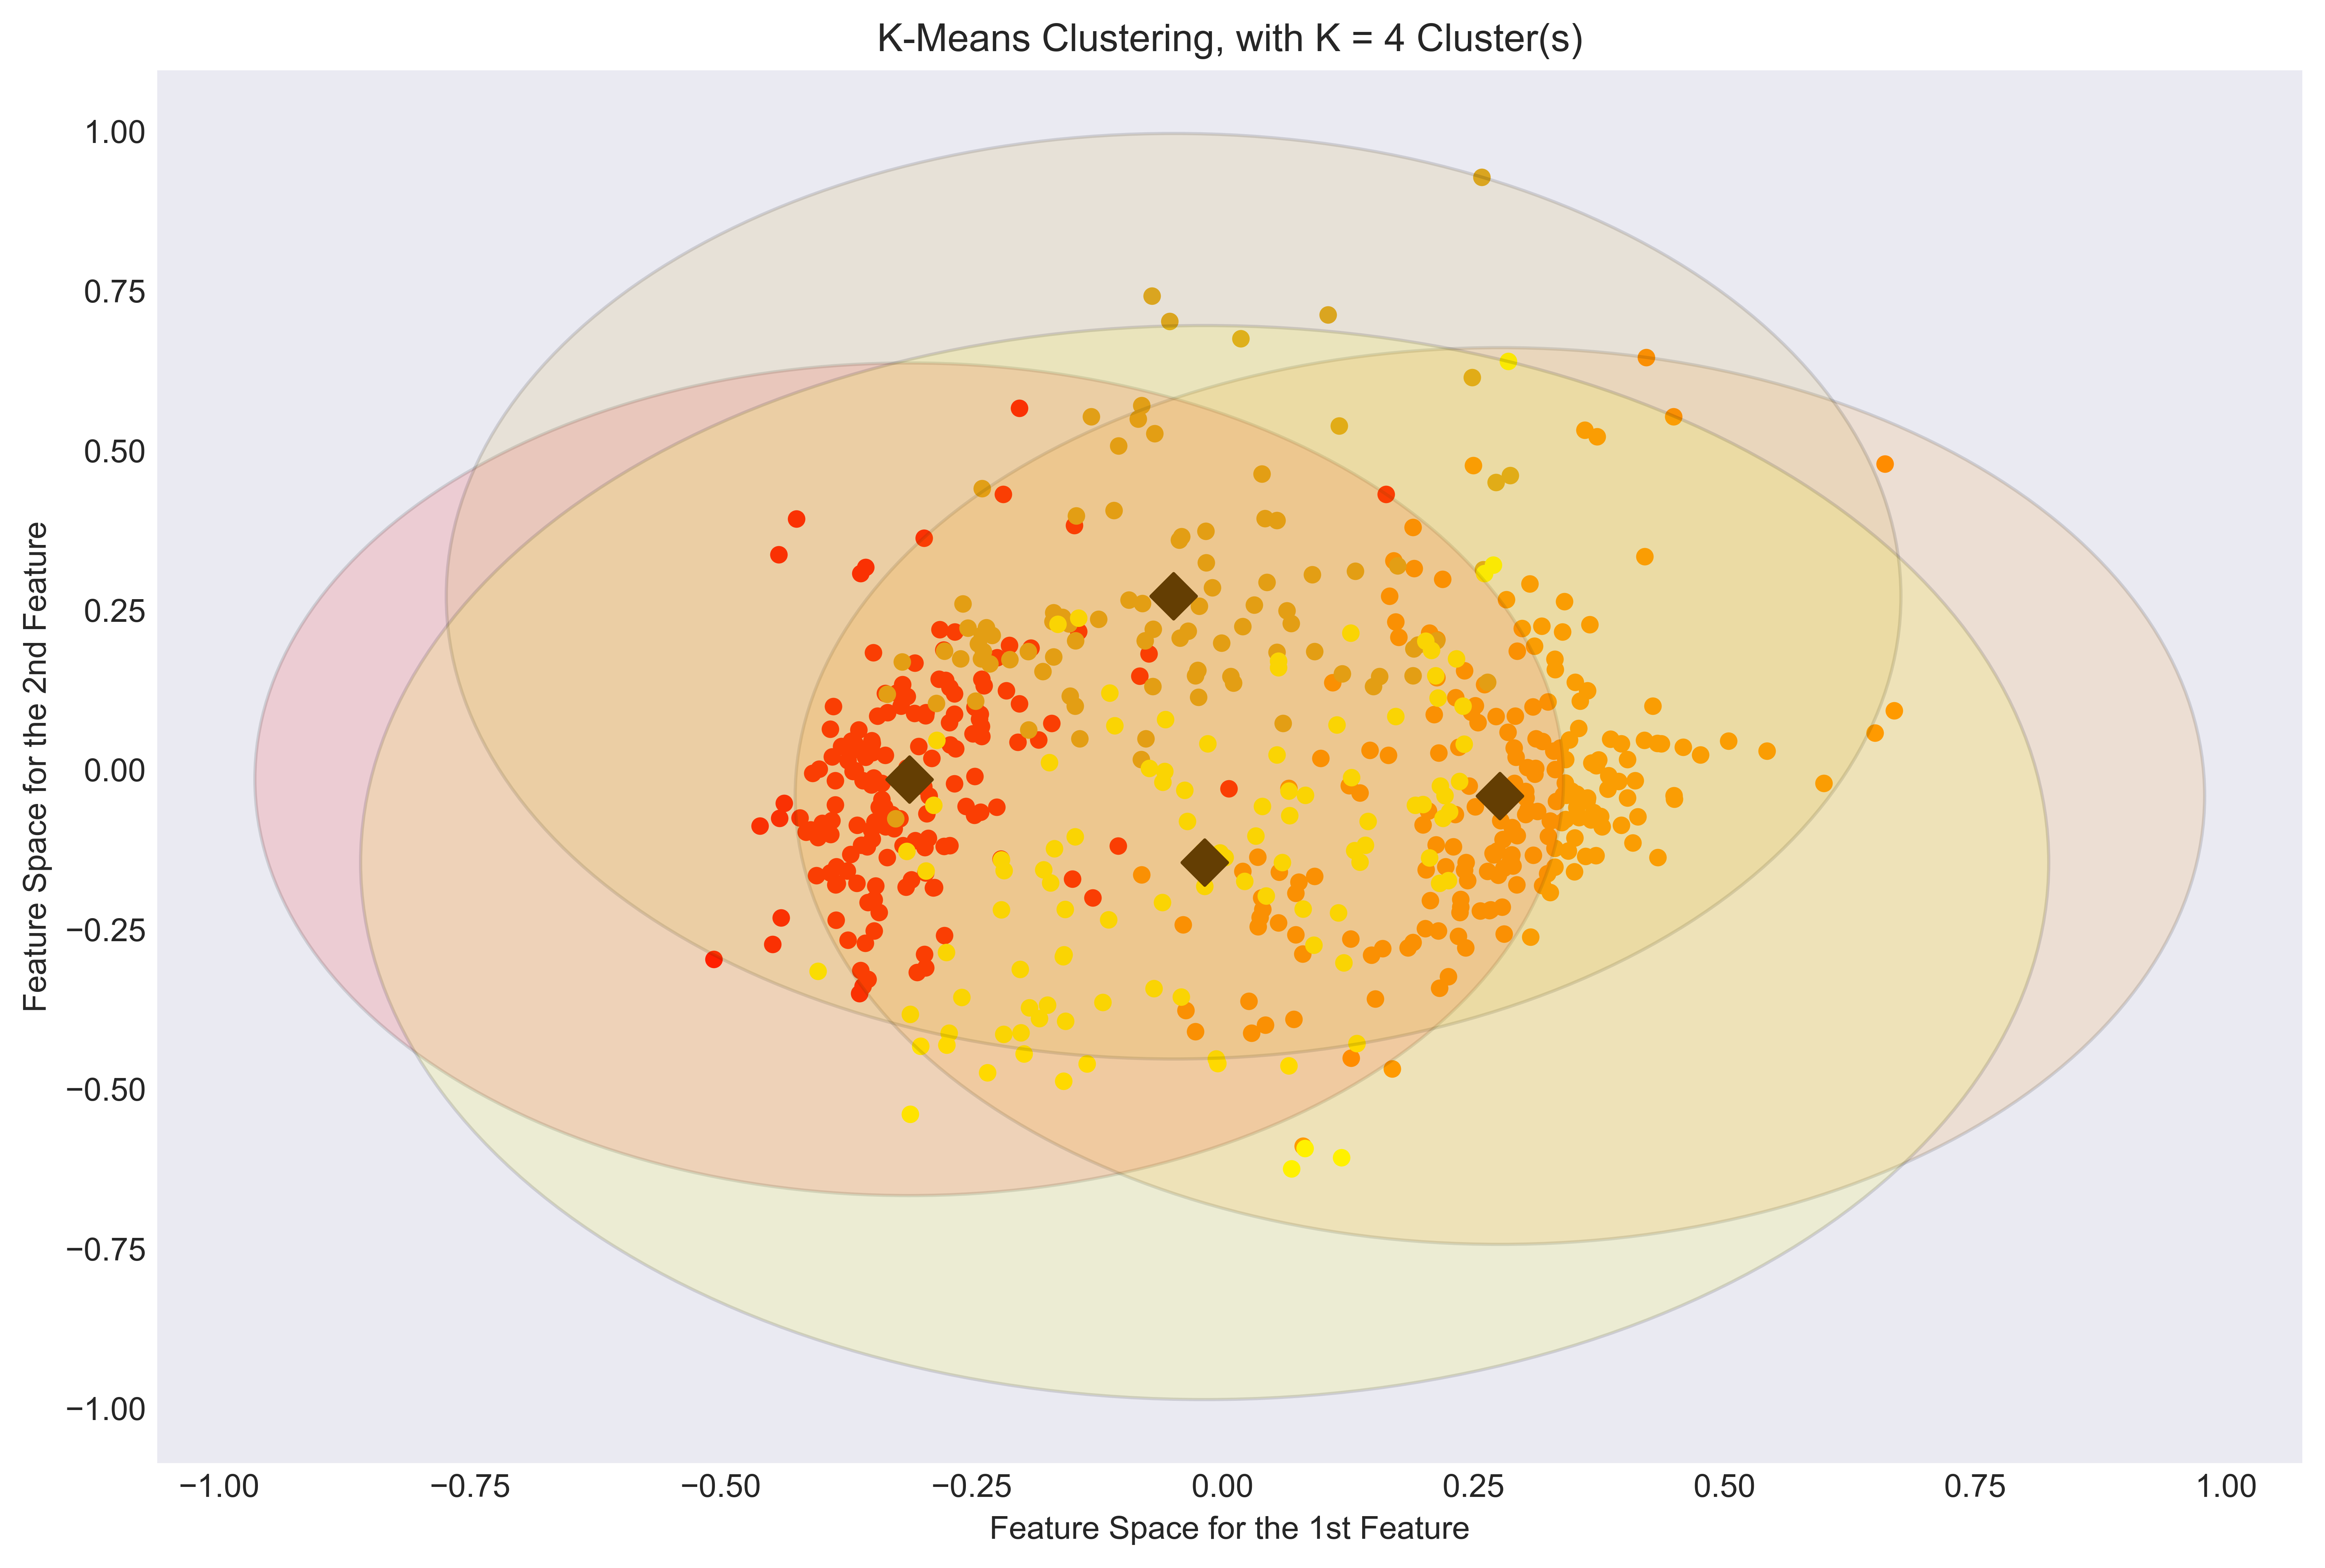 K-Means Clustering, with K = 4 Cluster(s)
1.00
0.75
0.50
0.25
0.00
−0.25
−0.50
−0.75
−1.00
Feature Space for the 2nd Feature
−1.00 −0.75 −0.50 −0.25 0.00 0.25 0.50 0.75 1.00
Feature Space for the 1st Feature